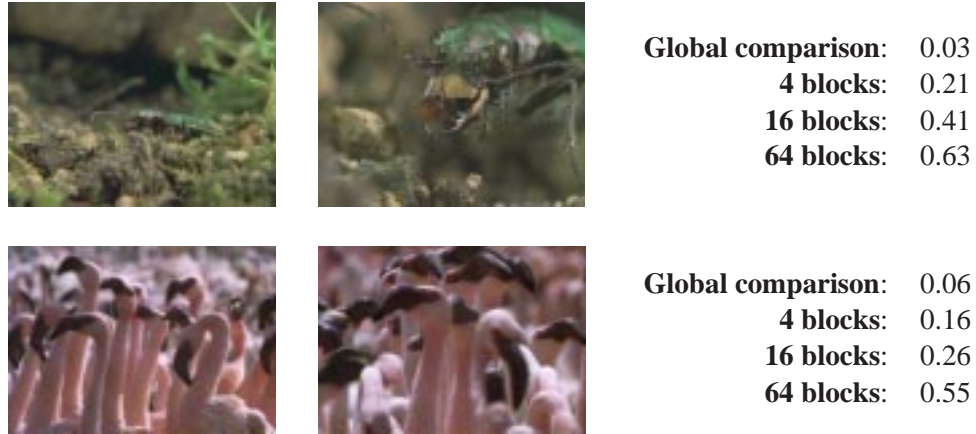 Global comparison: 0.03
4 blocks: 0.21
16 blocks: 0.41
64 blocks: 0.63
Global comparison: 0.06
4 blocks: 0.16
16 blocks: 0.26
64 blocks: 0.55